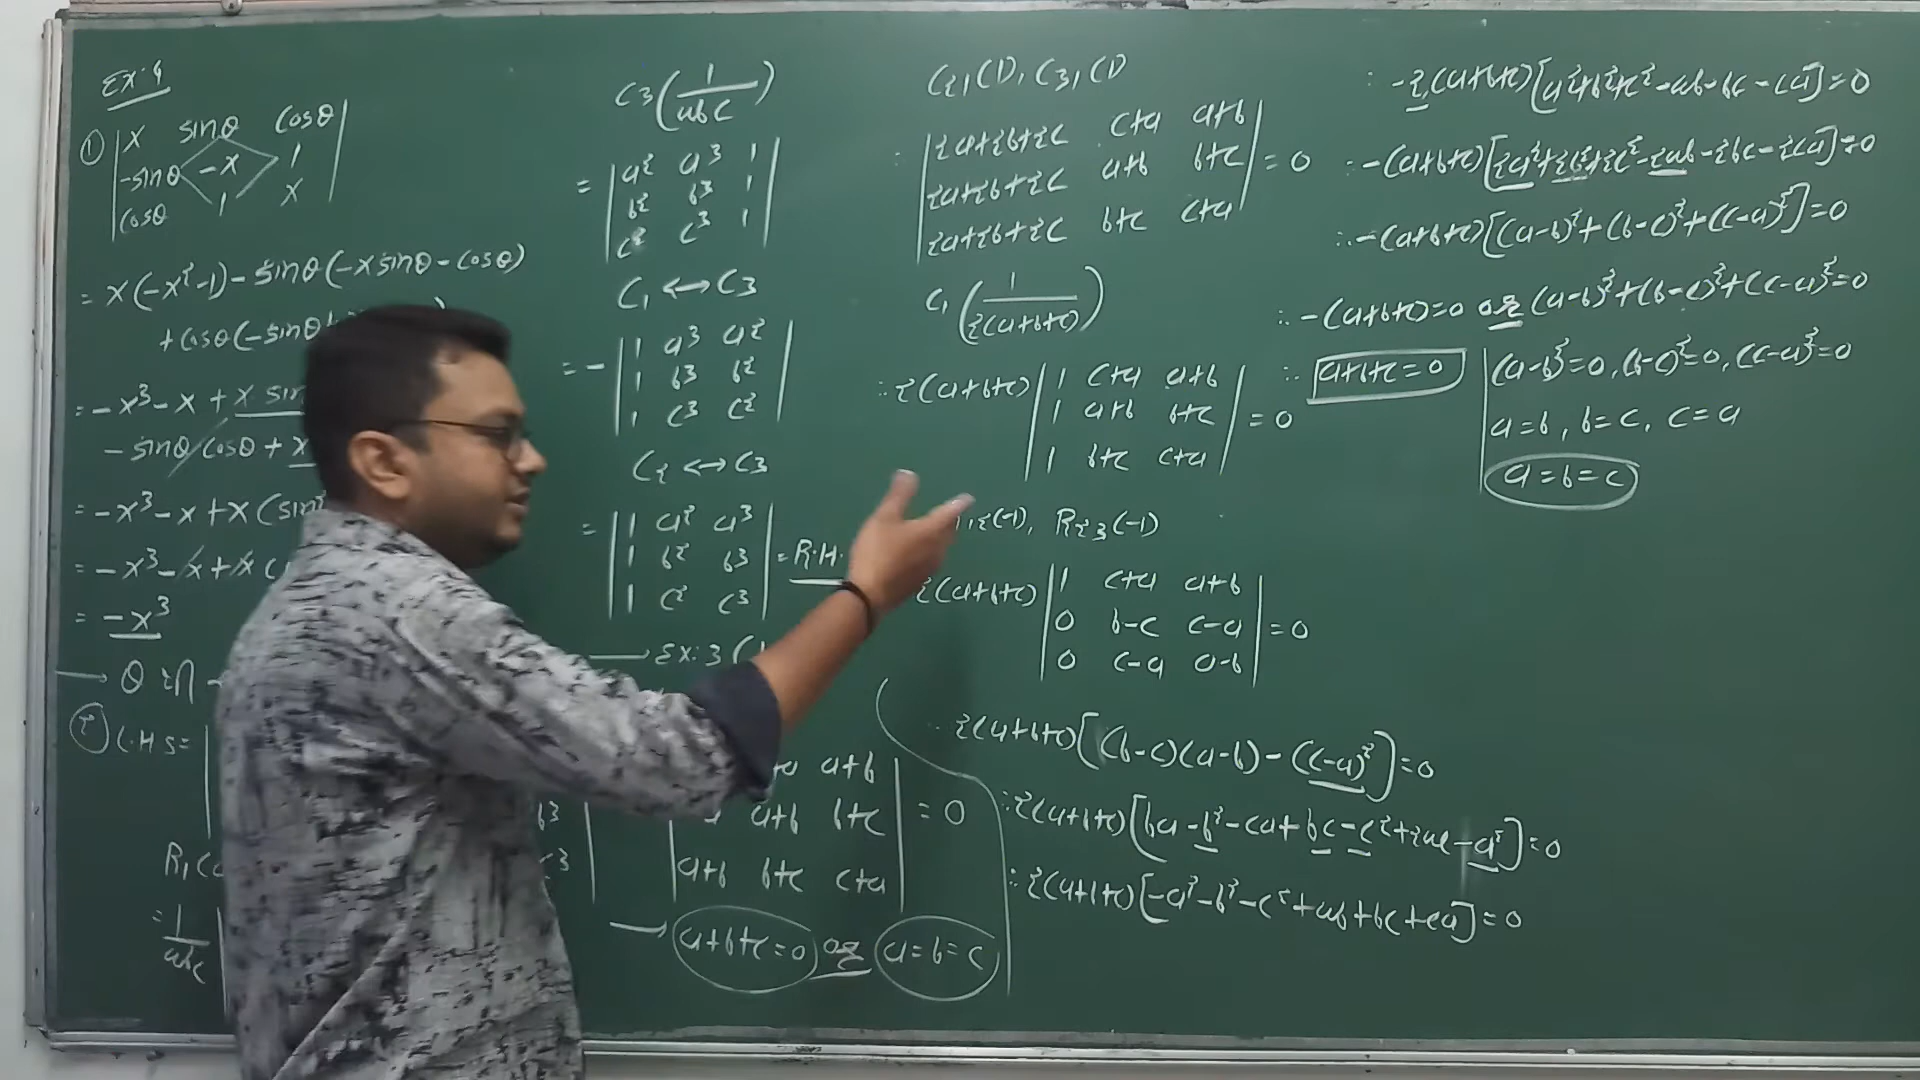 Ex: 4
① | x sinθ cosθ |
| -sinθ -x 1 |
| cosθ 1 x |
= x(-x²-1) - sinθ(-x sinθ - cosθ)
+ cosθ(-sinθ
= -x³ - x + x sin
- sinθ cosθ + x
= -x³ - x + x (sin²
= -x³ - x + x
= -x³
→ θ
② L.H.S =
R₁(a
= 1/abc
b³
c³
C₃(1/abc)
= | a² a³ 1 |
| b² b³ 1 |
| c² c³ 1 |
C₁ ↔ C₃
= - | 1 a³ a² |
| 1 b³ b² |
| 1 c³ c² |
C₂ ↔ C₃
= | 1 a² a³ |
| 1 b² b³ | = R.H.
| 1 c² c³ |
→ Ex: 3 (
a+b |
a+b b+c | = 0
| a+b b+c c+a |
→ a+b+c=0 or a=b=c
C₂₁(1), C₃₁(1)
∴ | 2a+2b+2c c+a a+b |
| 2a+2b+2c a+b b+c | = 0
| 2a+2b+2c b+c c+a |
C₁(1/2(a+b+c))
∴ 2(a+b+c) | 1 c+a a+b |
| 1 a+b b+c | = 0
| 1 b+c c+a |
₁₂(-1), R₂₃(-1)
2(a+b+c) | 1 c+a a+b |
| 0 b-c c-a | = 0
| 0 c-a a-b |
∴ 2(a+b+c)[(b-c)(a-b) - (c-a)²] = 0
∴ 2(a+b+c)[ba - b² - ca + bc - c² + 2ac - a²] = 0
∴ 2(a+b+c)[-a² - b² - c² + ab + bc + ca] = 0
∴ -2(a+b+c)[a²+b²+c²-ab-bc-ca] = 0
∴ -(a+b+c)[2a²+2b²+2c²-2ab-2bc-2ca] = 0
∴ -(a+b+c)[(a-b)²+(b-c)²+(c-a)²] = 0
∴ -(a+b+c)=0 or (a-b)²+(b-c)²+(c-a)²=0
∴ a+b+c=0 | (a-b)²=0, (b-c)²=0, (c-a)²=0
a=b, b=c, c=a
a=b=c